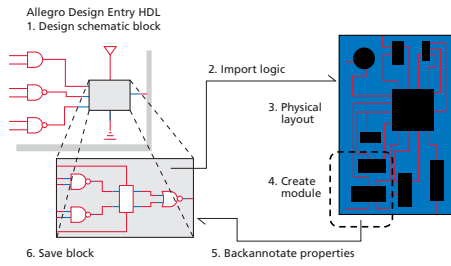 Allegro Design Entry HDL
1. Design schematic block
2. Import logic
3. Physical
layout
4. Create
module
5. Backannotate properties
6. Save block